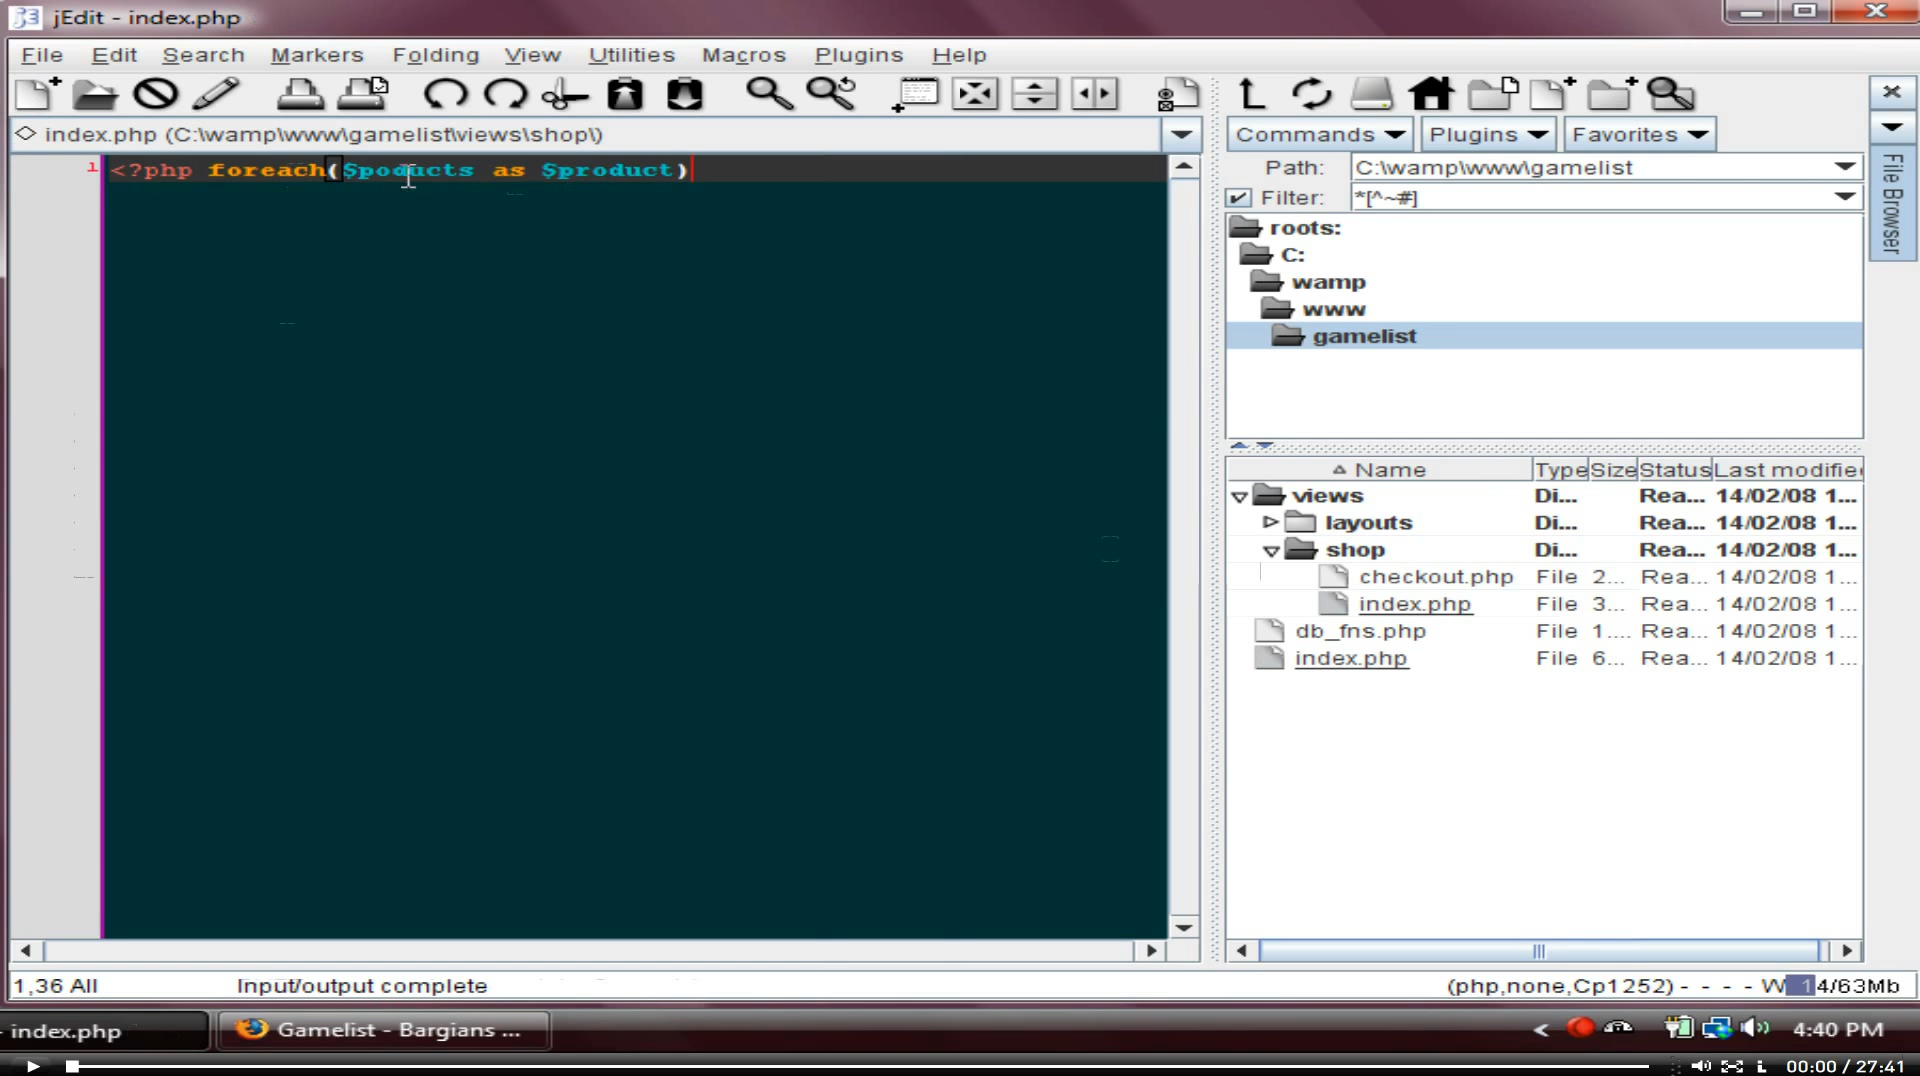 jEdit - index.php
File Edit Search Markers Folding View Utilities Macros Plugins Help
index.php (C:\wamp\www\gamelist\views\shop\)
1 <?php foreach($poducts as $product)
Commands Plugins Favorites
Path: C:\wamp\www\gamelist
Filter: *[^~#]
roots:
C:
wamp
www
gamelist
File Browser
Name Type Size Status Last modified
views Di... Rea... 14/02/08 1...
layouts Di... Rea... 14/02/08 1...
shop Di... Rea... 14/02/08 1...
checkout.php File 2... Rea... 14/02/08 1...
index.php File 3... Rea... 14/02/08 1...
db_fns.php File 1.... Rea... 14/02/08 1...
index.php File 6... Rea... 14/02/08 1...
1,36 All Input/output complete (php,none,Cp1252) - - - - W 14/63Mb
- index.php Gamelist - Bargians ... < 4:40 PM
00:00 / 27:41